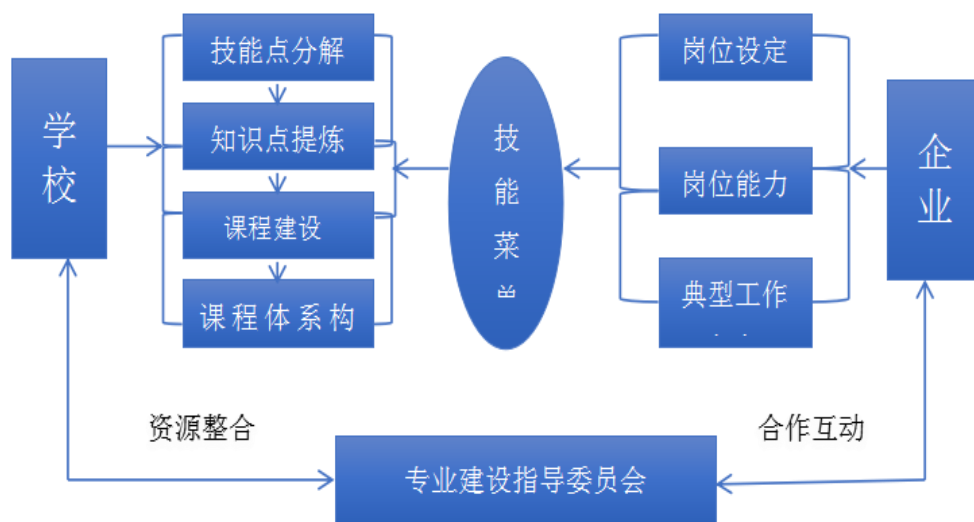 学校
技能点分解
知识点提炼
课程建设
课程体系构
技能菜
岗位设定
岗位能力
典型工作
企业
资源整合
合作互动
专业建设指导委员会